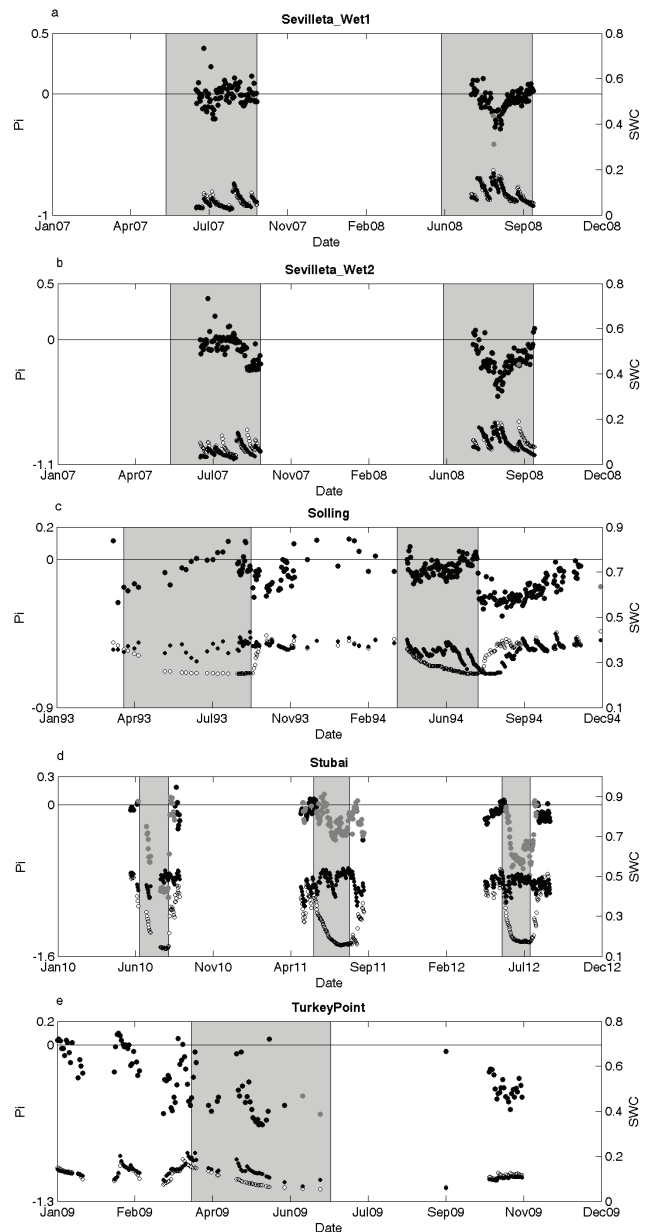 a
Sevilleta_Wet1
0.5
0.8
0.6
0
Pi
0.4
SWC
0.2
-1
0
Jan07 Apr07 Jul07 Nov07 Feb08 Jun08 Sep08 Dec08
Date
b
Sevilleta_Wet2
0.5
0.8
0.6
0
Pi
0.4
SWC
0.2
-1.1
0
Jan07 Apr07 Jul07 Nov07 Feb08 Jun08 Sep08 Dec08
Date
c
Solling
0.2
0.9
0
0.7
Pi
0.5
SWC
0.3
-0.9
0.1
Jan93 Apr93 Jul93 Nov93 Feb94 Jun94 Sep94 Dec94
Date
d
Stubai
0.3
0.9
0
0.7
Pi
0.5
SWC
0.3
-1.6
0.1
Jan10 Jun10 Nov10 Apr11 Sep11 Feb12 Jul12 Dec12
Date
e
TurkeyPoint
0.2
0.8
0
0.6
Pi
0.4
SWC
0.2
-1.3
0
Jan09 Feb09 Apr09 Jun09 Jul09 Sep09 Nov09 Dec09
Date